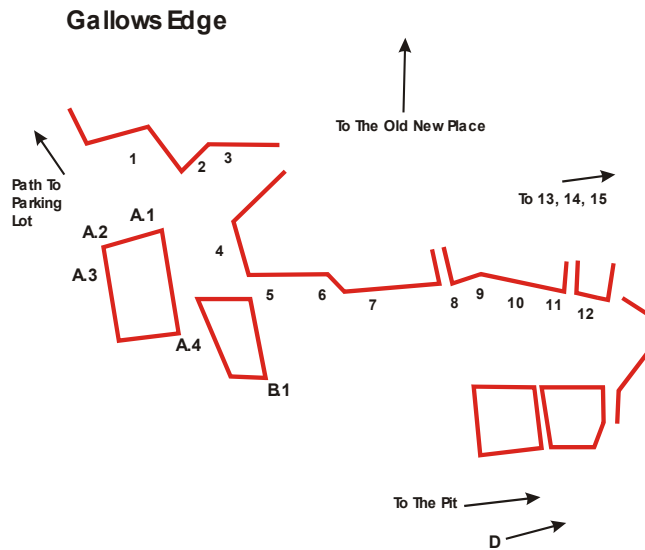 Gallows Edge
To The Old New Place
1
2
3
Path To
Parking
Lot
To 13, 14, 15
A.1
A.2
A.3
4
5
6
7
8
9
10
11
12
A.4
B.1
To The Pit
D